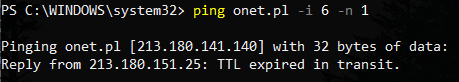 PS C:\WINDOWS\system32> ping onet.pl -i 6 -n 1
Pinging onet.pl [213.180.141.140] with 32 bytes of data:
Reply from 213.180.151.25: TTL expired in transit.